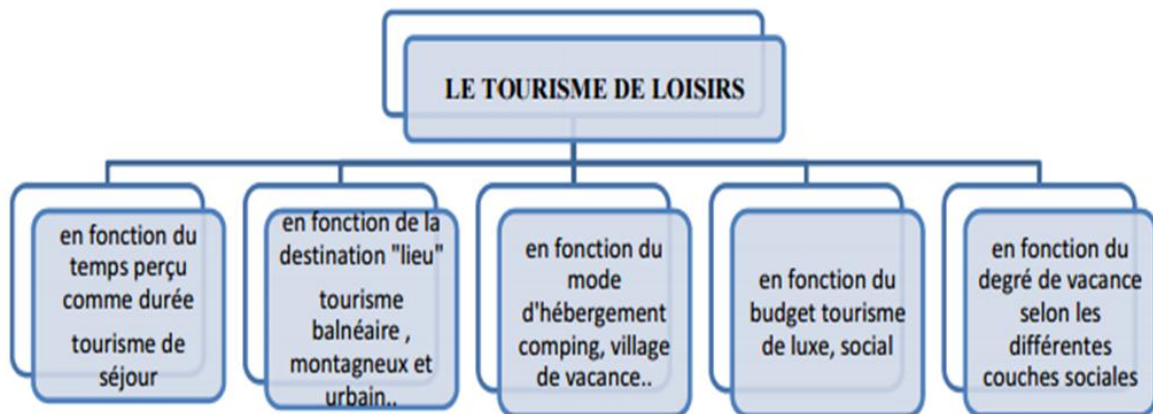 LE TOURISME DE LOISIRS
en fonction du
temps perçu
comme durée
tourisme de
séjour
en fonction de la
destination "lieu"
tourisme
balnéaire ,
montagneux et
urbain..
en fonction du
mode
d'hébergement
comping, village
de vacance..
en fonction du
budget tourisme
de luxe, social
en fonction du
degré de vacance
selon les
différentes
couches sociales